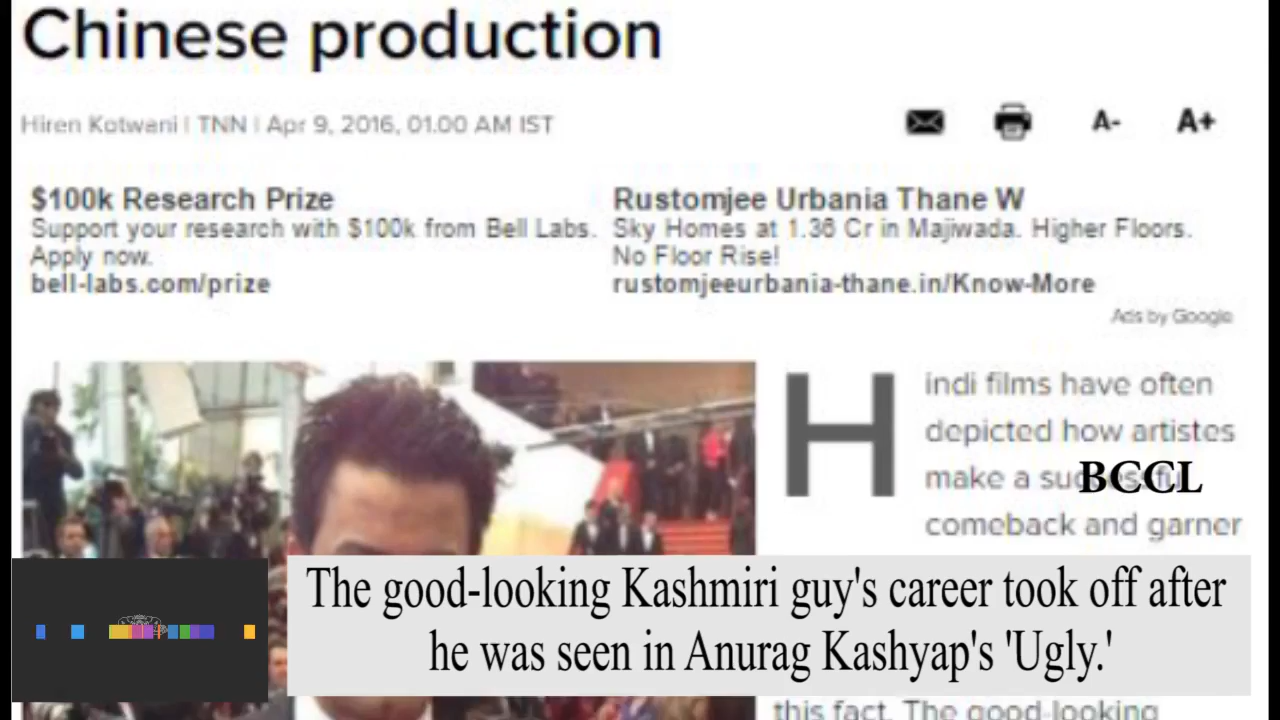 Chinese production
Hiren Kotwani | TNN | Apr 9, 2016, 01.00 AM IST
A- A+
$100k Research Prize
Support your research with $100k from Bell Labs.
Apply now.
bell-labs.com/prize
Rustomjee Urbania Thane W
Sky Homes at 1.36 Cr in Majiwada. Higher Floors.
No Floor Rise!
rustomjeeurbania-thane.in/Know-More
Ads by Google
Hindi films have often
depicted how artistes
make a
BCCL
comeback and garner
The good-looking Kashmiri guy's career took off after
he was seen in Anurag Kashyap's 'Ugly.'
this fact. The good-looking